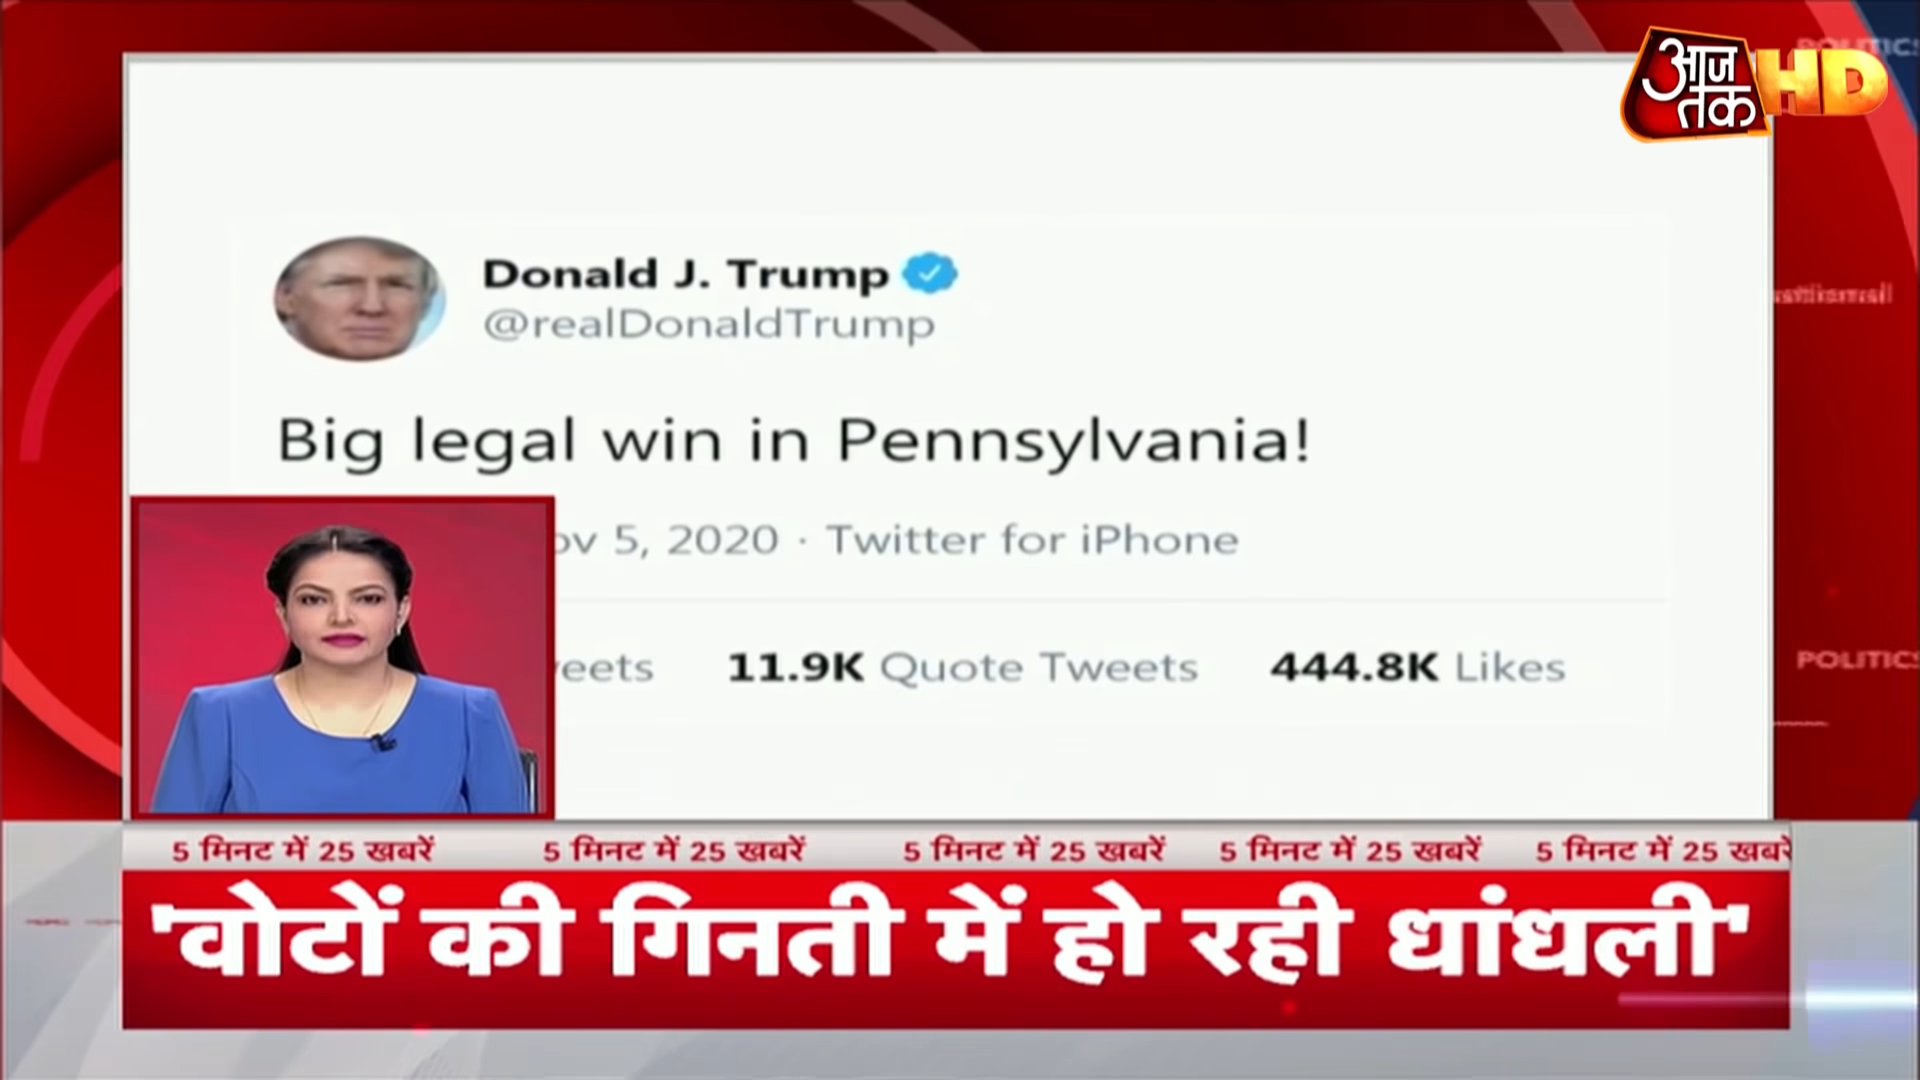 POLITICS
आज तक HD
Donald J. Trump
@realDonaldTrump
Big legal win in Pennsylvania!
ov 5, 2020 · Twitter for iPhone
eets 11.9K Quote Tweets 444.8K Likes
POLITICS
5 मिनट में 25 खबरें 5 मिनट में 25 खबरें 5 मिनट में 25 खबरें 5 मिनट में 25 खबरें 5 मिनट में 25 खबरें
'वोटों की गिनती में हो रही धांधली'